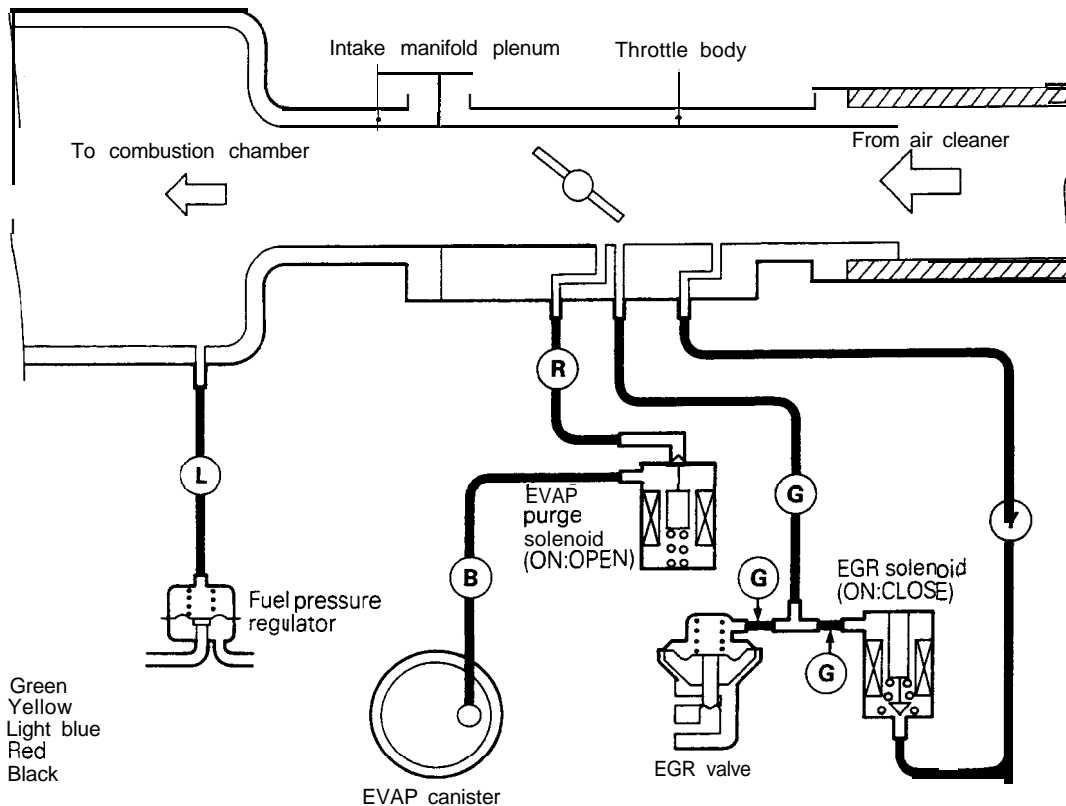 Intake manifold plenum
Throttle body
To combustion chamber
From air cleaner
R
L
G
EVAP
purge
solenoid
(ON:OPEN)
B
G
EGR solenoid
(ON:CLOSE)
G
Fuel pressure
regulator
Green
Yellow
Light blue
Red
Black
EGR valve
EVAP canister